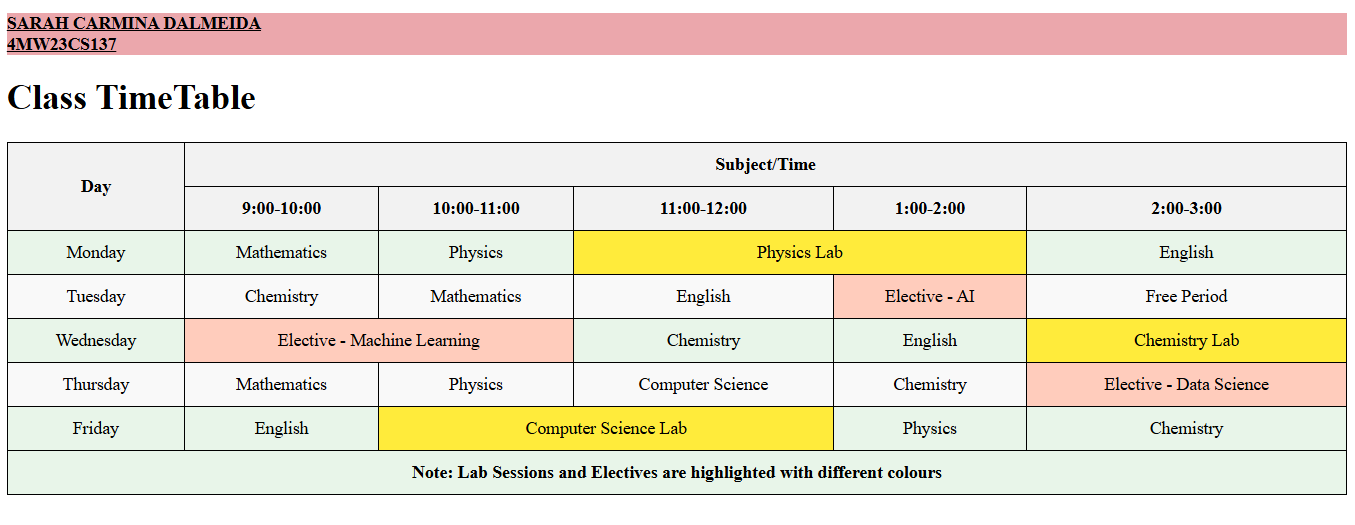 SARAH CARMINA DALMEIDA
4MW23CS137
Class TimeTable
Day Subject/Time
9:00-10:00 10:00-11:00 11:00-12:00 1:00-2:00 2:00-3:00
Monday Mathematics Physics Physics Lab English
Tuesday Chemistry Mathematics English Elective - AI Free Period
Wednesday Elective - Machine Learning Chemistry English Chemistry Lab
Thursday Mathematics Physics Computer Science Chemistry Elective - Data Science
Friday English Computer Science Lab Physics Chemistry
Note: Lab Sessions and Electives are highlighted with different colours